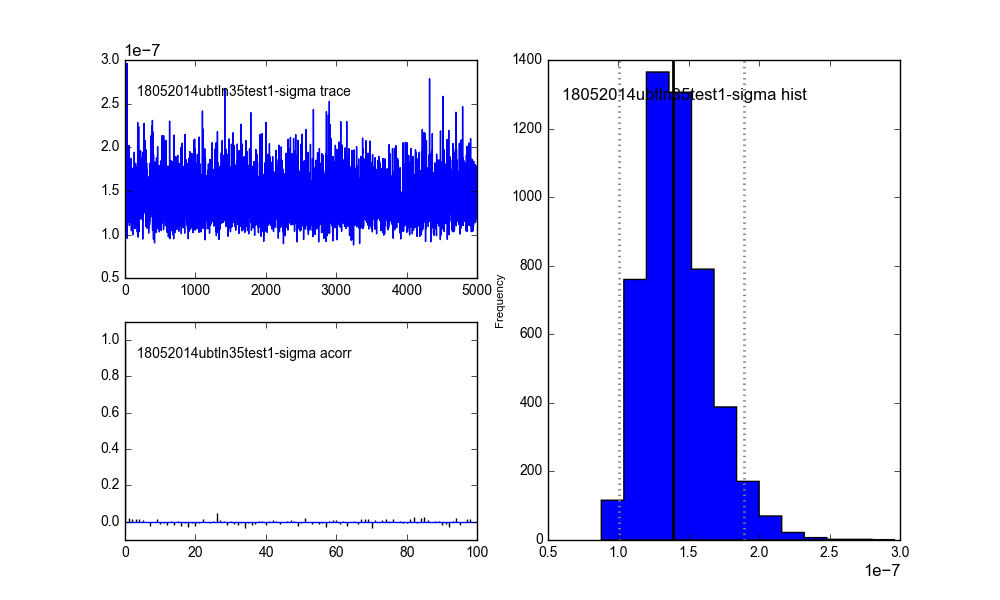 1e−7
3.0
18052014ubtln35test1-sigma trace
2.5
2.0
1.5
1.0
0.5
0 1000 2000 3000 4000 5000
18052014ubtln35test1-sigma acorr
1.0
0.8
0.6
0.4
0.2
0.0
0 20 40 60 80 100
1400
18052014ubtln35test1-sigma hist
1200
1000
800
Frequency
600
400
200
0
0.5 1.0 1.5 2.0 2.5 3.0
1e−7